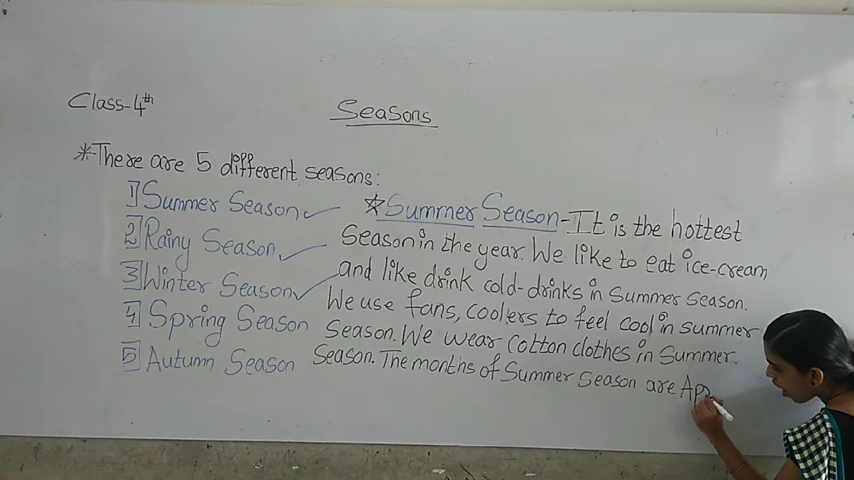 Class-4th
Seasons
*There are 5 different seasons:
1] Summer Season
2] Rainy Season
3] Winter Season
4] Spring Season
5] Autumn Season
☆Summer Season-It is the hottest
Season in the year. We like to eat ice-cream
and like drink cold-drinks in Summer Season.
We use fans, coolers to feel cool in summer
Season. We wear cotton clothes in Summer.
Season. The months of Summer Season are Ap